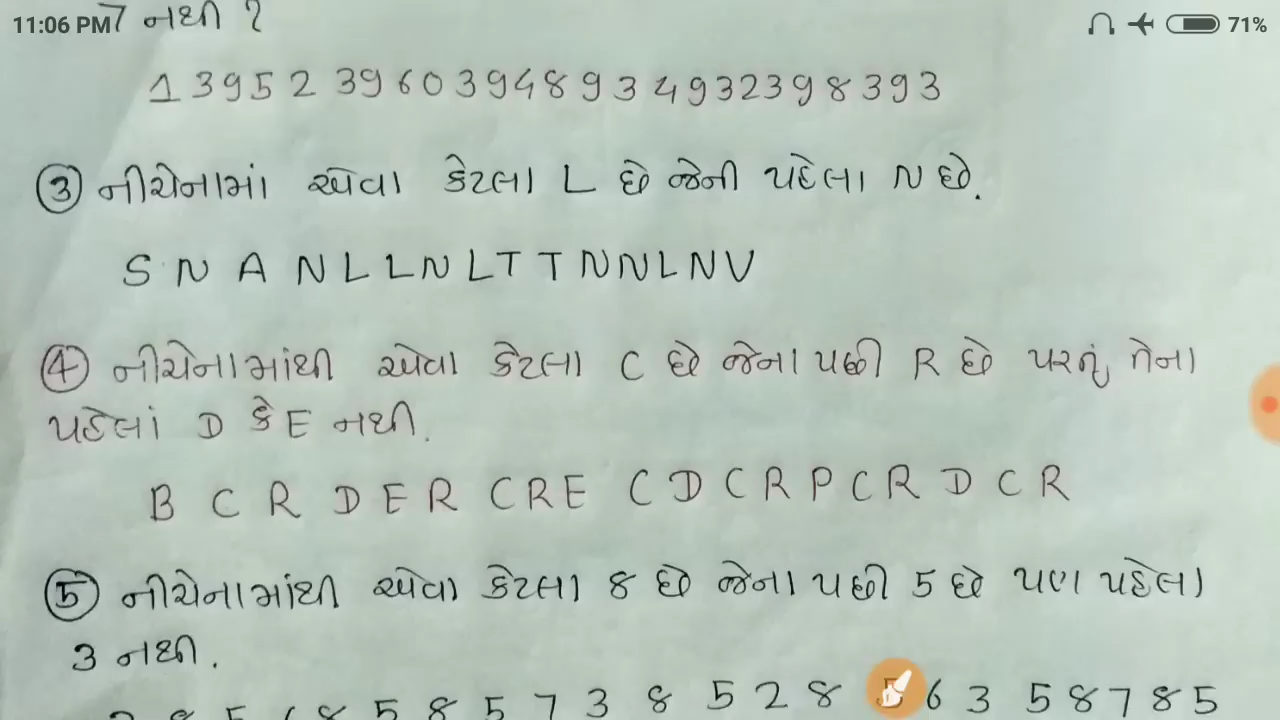 11:06 PM 71%
7 નથી ?
1 3 9 5 2 3 9 6 0 3 9 4 8 9 3 4 9 3 2 3 9 8 3 9 3
③ નીચેનામાં એવા કેટલા L છે જેની પહેલા N છે.
S N A N L L N L T T N N L N V
④ નીચેનામાંથી એવા કેટલા C છે જેના પછી R છે પરનું તેના
પહેલાં D કે E નથી.
B C R D E R C R E C D C R P C R D C R
⑤ નીચેનામાંથી એવા કેટલા 8 છે જેના પછી 5 છે પણ પહેલા
3 નથી.
5 8 5 7 3 8 5 2 8 5 6 3 5 8 7 8 5